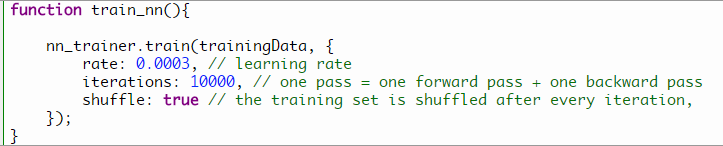 function train_nn(){
nn_trainer.train(trainingData, {
rate: 0.0003, // learning rate
iterations: 10000, // one pass = one forward pass + one backward pass
shuffle: true // the training set is shuffled after every iteration,
});
}